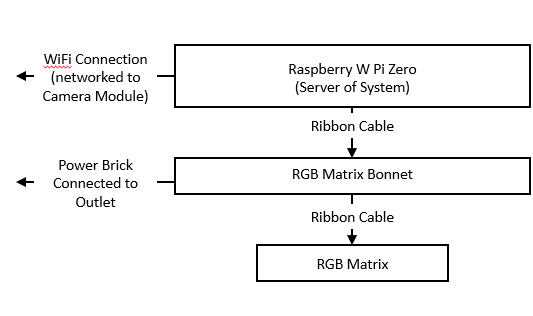 WiFi Connection
(networked to
Camera Module)
Raspberry W Pi Zero
(Server of System)
Ribbon Cable
Power Brick
Connected to
Outlet
RGB Matrix Bonnet
Ribbon Cable
RGB Matrix